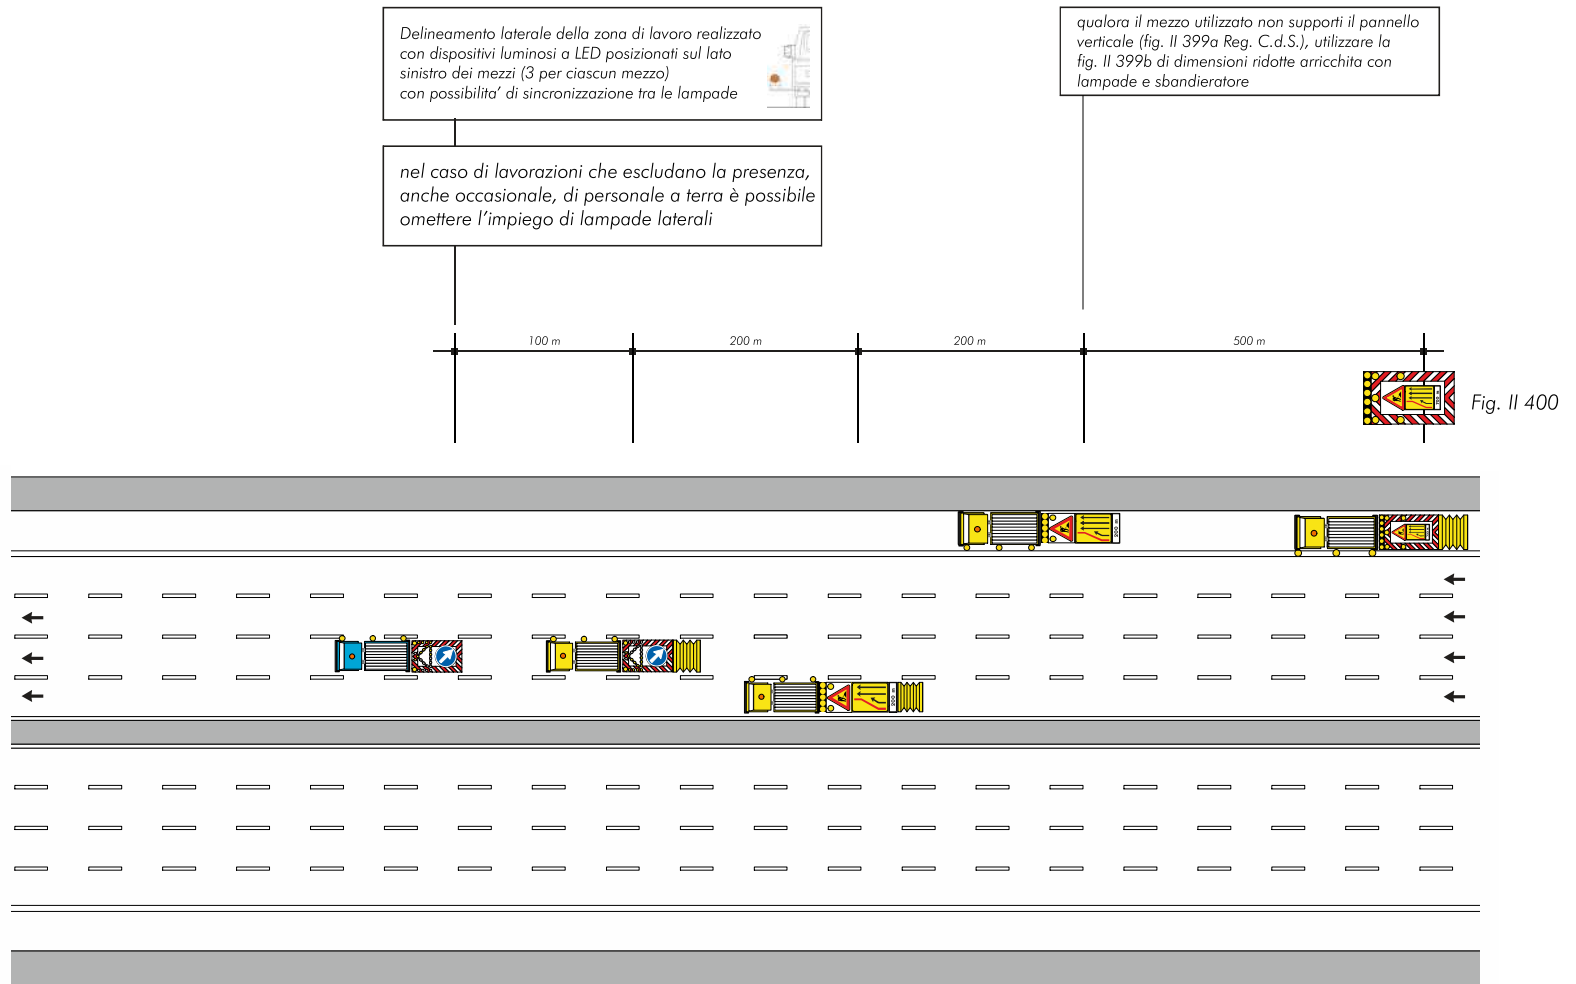 Delineamento laterale della zona di lavoro realizzato
con dispositivi luminosi a LED posizionati sul lato
sinistro dei mezzi (3 per ciascun mezzo)
con possibilita’ di sincronizzazione tra le lampade
qualora il mezzo utilizzato non supporti il pannello
verticale (fig. II 399a Reg. C.d.S.), utilizzare la
fig. II 399b di dimensioni ridotte arricchita con
lampade e sbandieratore
nel caso di lavorazioni che escludano la presenza,
anche occasionale, di personale a terra è possibile
omettere l’impiego di lampade laterali
100 m
200 m
200 m
500 m
Fig. II 400
200 m
200 m